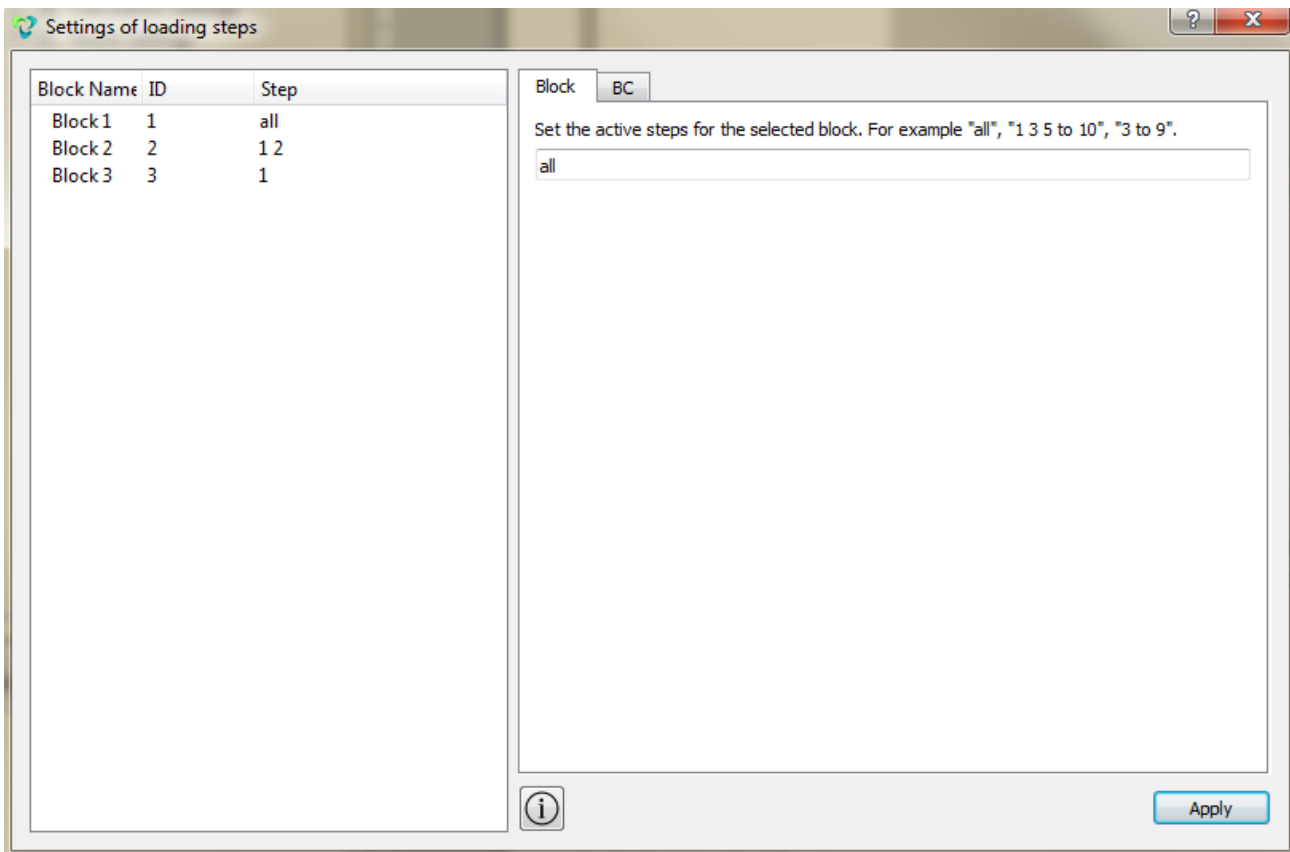 Settings of loading steps
Block Name ID Step
Block 1 1 all
Block 2 2 1 2
Block 3 3 1
Block BC
Set the active steps for the selected block. For example "all", "1 3 5 to 10", "3 to 9".
all
Apply